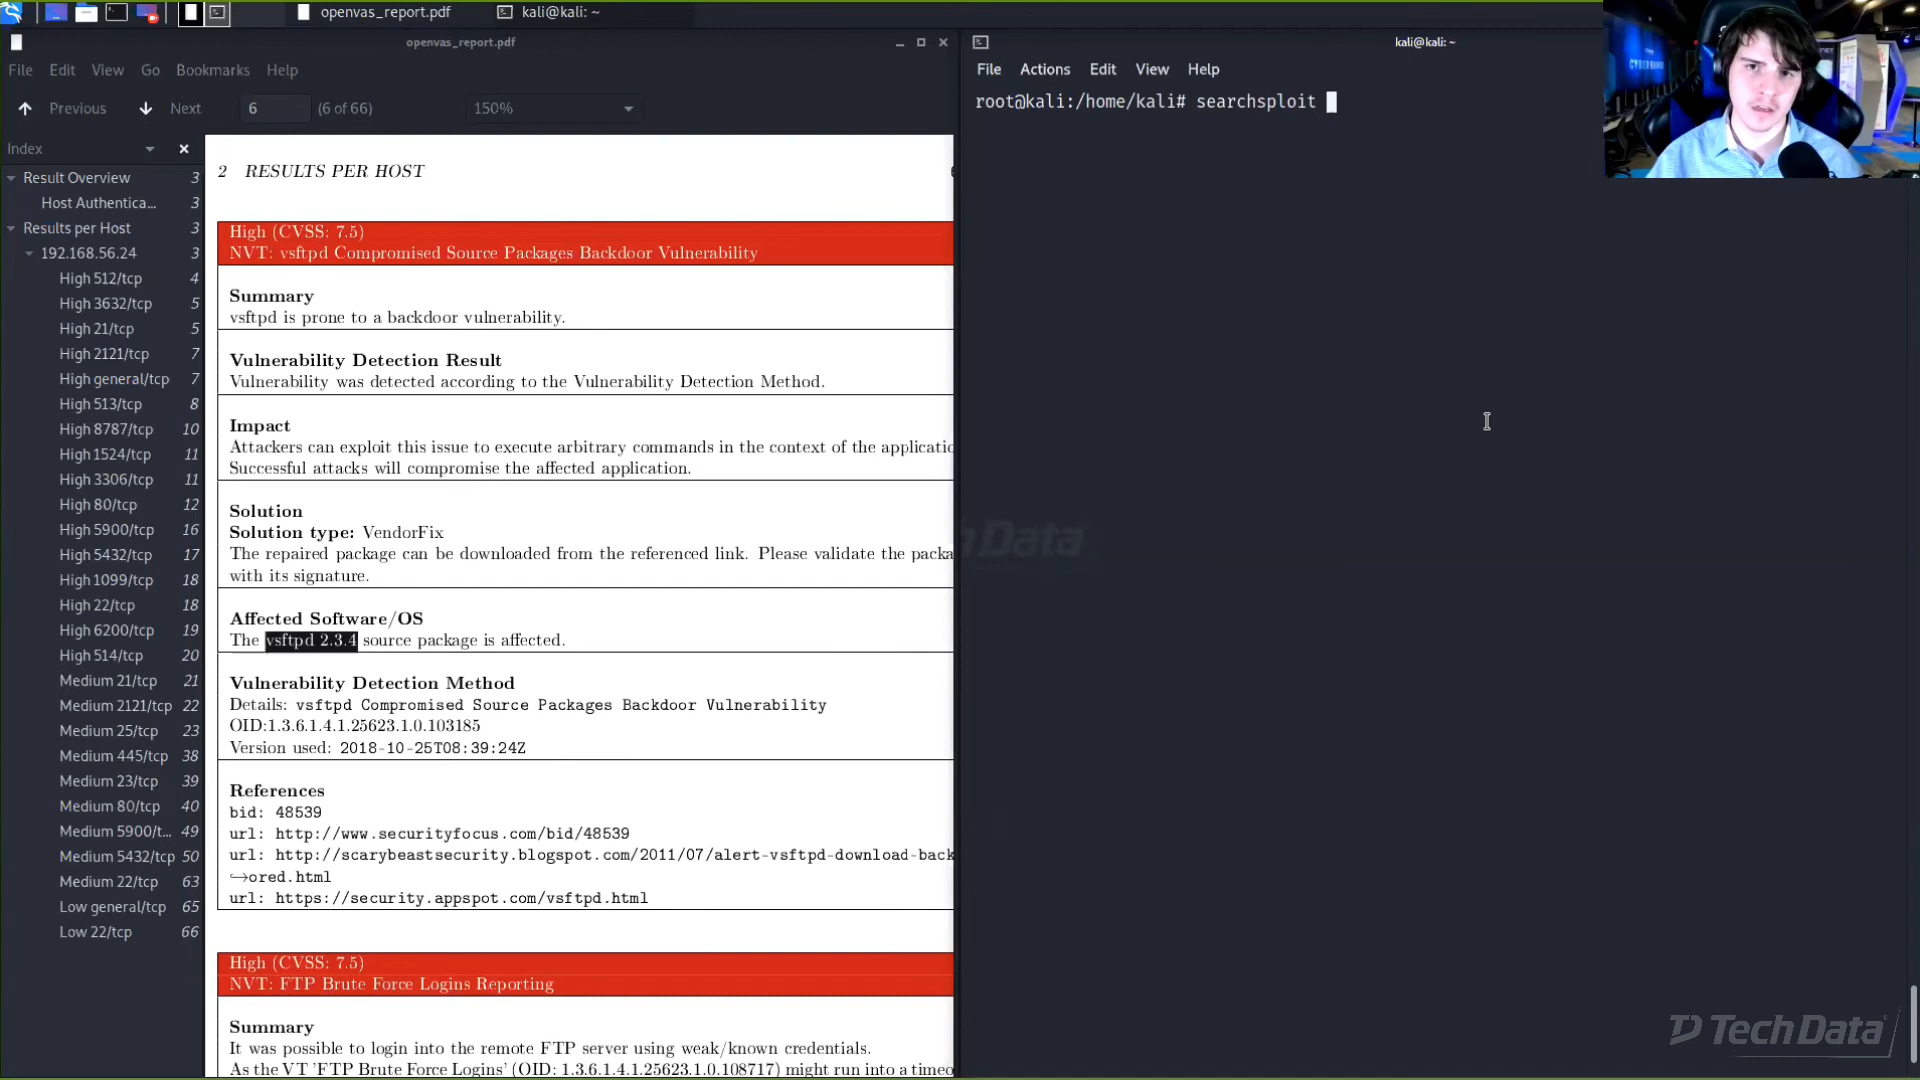 openvas_report.pdf
kali@kali: ~
openvas_report.pdf
File Edit View Go Bookmarks Help
Previous Next 6 (6 of 66) 150%
Index
Result Overview 3
Host Authentica... 3
Results per Host 3
192.168.56.24 3
High 512/tcp 4
High 3632/tcp 5
High 21/tcp 5
High 2121/tcp 7
High general/tcp 7
High 513/tcp 8
High 8787/tcp 10
High 1524/tcp 11
High 3306/tcp 11
High 80/tcp 12
High 5900/tcp 16
High 5432/tcp 17
High 1099/tcp 18
High 22/tcp 18
High 6200/tcp 19
High 514/tcp 20
Medium 21/tcp 21
Medium 2121/tcp 22
Medium 25/tcp 23
Medium 445/tcp 38
Medium 23/tcp 39
Medium 80/tcp 40
Medium 5900/t... 49
Medium 5432/tcp 50
Medium 22/tcp 63
Low general/tcp 65
Low 22/tcp 66
2 RESULTS PER HOST
High (CVSS: 7.5)
NVT: vsftpd Compromised Source Packages Backdoor Vulnerability
Summary
vsftpd is prone to a backdoor vulnerability.
Vulnerability Detection Result
Vulnerability was detected according to the Vulnerability Detection Method.
Impact
Attackers can exploit this issue to execute arbitrary commands in the context of the applicatio
Successful attacks will compromise the affected application.
Solution
Solution type: VendorFix
The repaired package can be downloaded from the referenced link. Please validate the packa
with its signature.
Affected Software/OS
The vsftpd 2.3.4 source package is affected.
Vulnerability Detection Method
Details: vsftpd Compromised Source Packages Backdoor Vulnerability
OID:1.3.6.1.4.1.25623.1.0.103185
Version used: 2018-10-25T08:39:24Z
References
bid: 48539
url: http://www.securityfocus.com/bid/48539
url: http://scarybeastsecurity.blogspot.com/2011/07/alert-vsftpd-download-back
↪ored.html
url: https://security.appspot.com/vsftpd.html
High (CVSS: 7.5)
NVT: FTP Brute Force Logins Reporting
Summary
It was possible to login into the remote FTP server using weak/known credentials.
As the VT 'FTP Brute Force Logins' (OID: 1.3.6.1.4.1.25623.1.0.108717) might run into a timeo
kali@kali: ~
File Actions Edit View Help
root@kali:/home/kali# searchsploit
Data
Tech Data